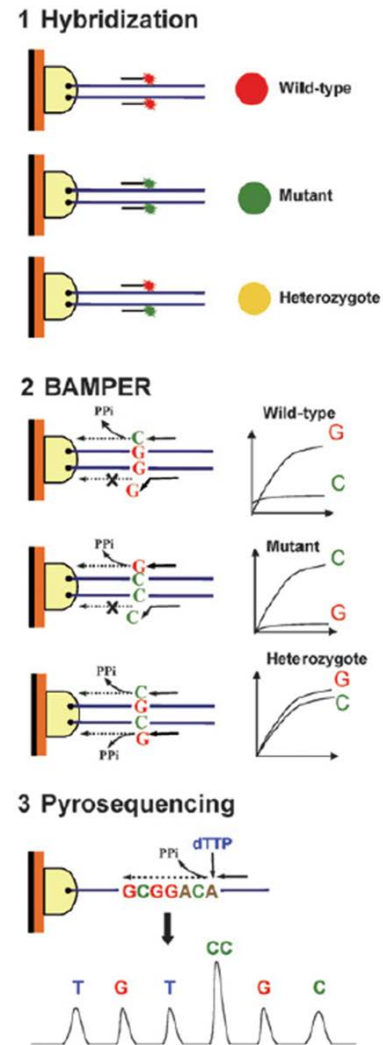 1 Hybridization
Wild-type
Mutant
Heterozygote
2 BAMPER
PPi
C
G
G
G
Wild-type
G
C
PPi
G
C
C
C
Mutant
C
G
PPi
C
G
C
G
PPi
Heterozygote
G
C
3 Pyrosequencing
dTTP
PPi
GCGGACA
CC
T G T G C